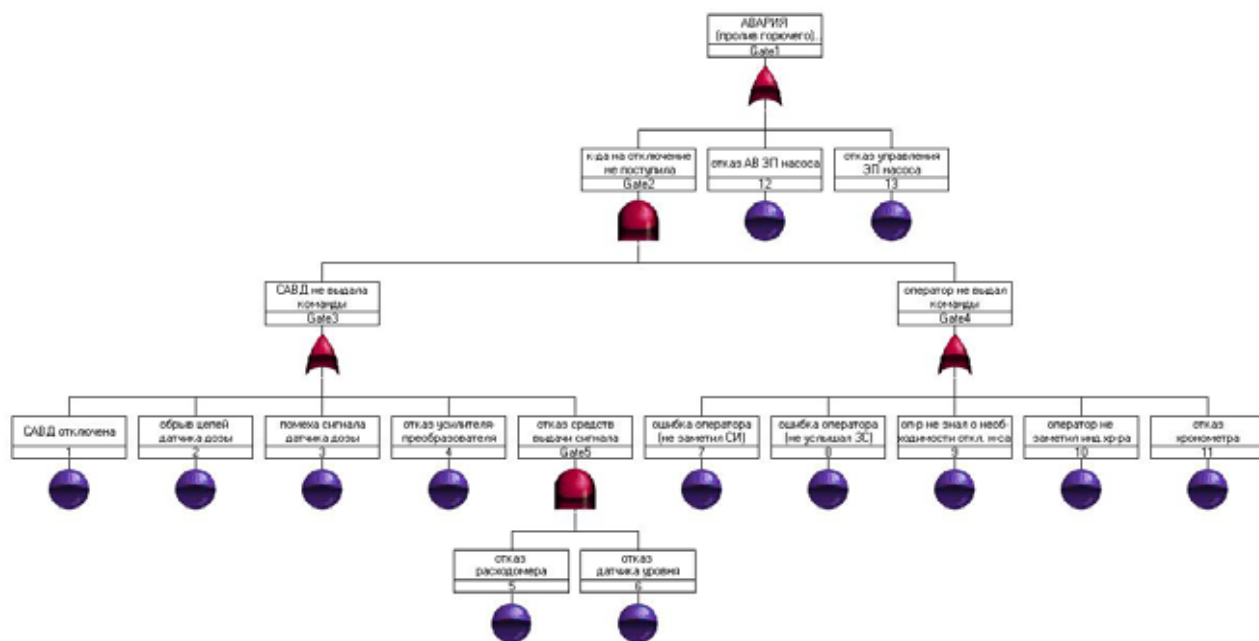 АВАРИЯ
(пролив горючего)..
Gate1
к-да на отключение
не поступила
Gate2
отказ АВ ЭП насоса
12
отказ управления
ЭП насоса
13
САВД не выдала
команды
Gate3
оператор не выдал
команды
Gate4
САВД отключена
1
обрыв цепей
датчика дозы
2
помеха сигнала
датчика дозы
3
отказ усилителя-
преобразователя
4
отказ средств
выдачи сигнала
Gate5
ошибка оператора
(не заметил СИ)
7
ошибка оператора
(не услышал ЗС)
8
оп-р не знал о необ-
ходимости откл. н-са
9
оператор не
заметил инд.хр-ра
10
отказ
хронометра
11
отказ
расходомера
5
отказ
датчика уровня
6